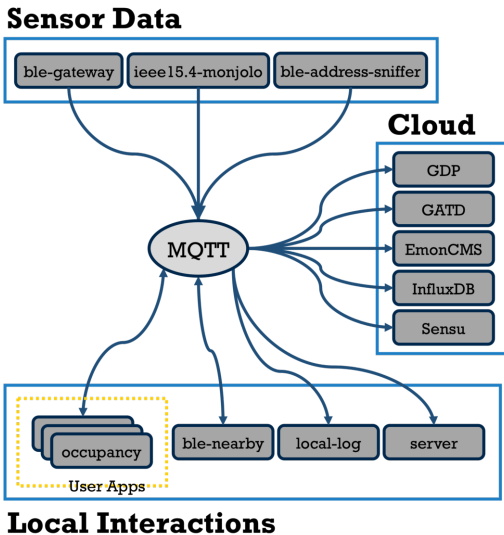 Sensor Data
ble-gateway
ieee15.4-monjolo
ble-address-sniffer
Cloud
GDP
GATD
EmonCMS
InfluxDB
Sensu
MQTT
occupancy
User Apps
ble-nearby
local-log
server
Local Interactions